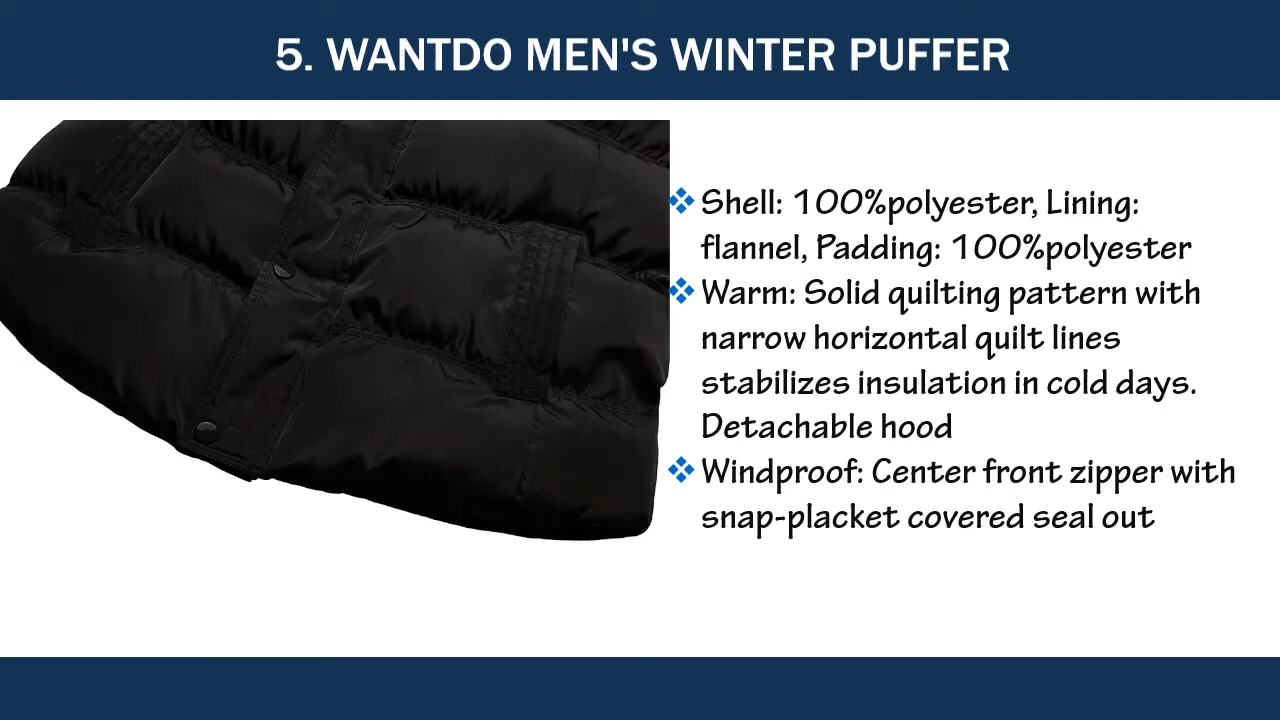 5. WANTDO MEN'S WINTER PUFFER
Shell: 100%polyester, Lining:
flannel, Padding: 100%polyester
Warm: Solid quilting pattern with
narrow horizontal quilt lines
stabilizes insulation in cold days.
Detachable hood
Windproof: Center front zipper with
snap-placket covered seal out